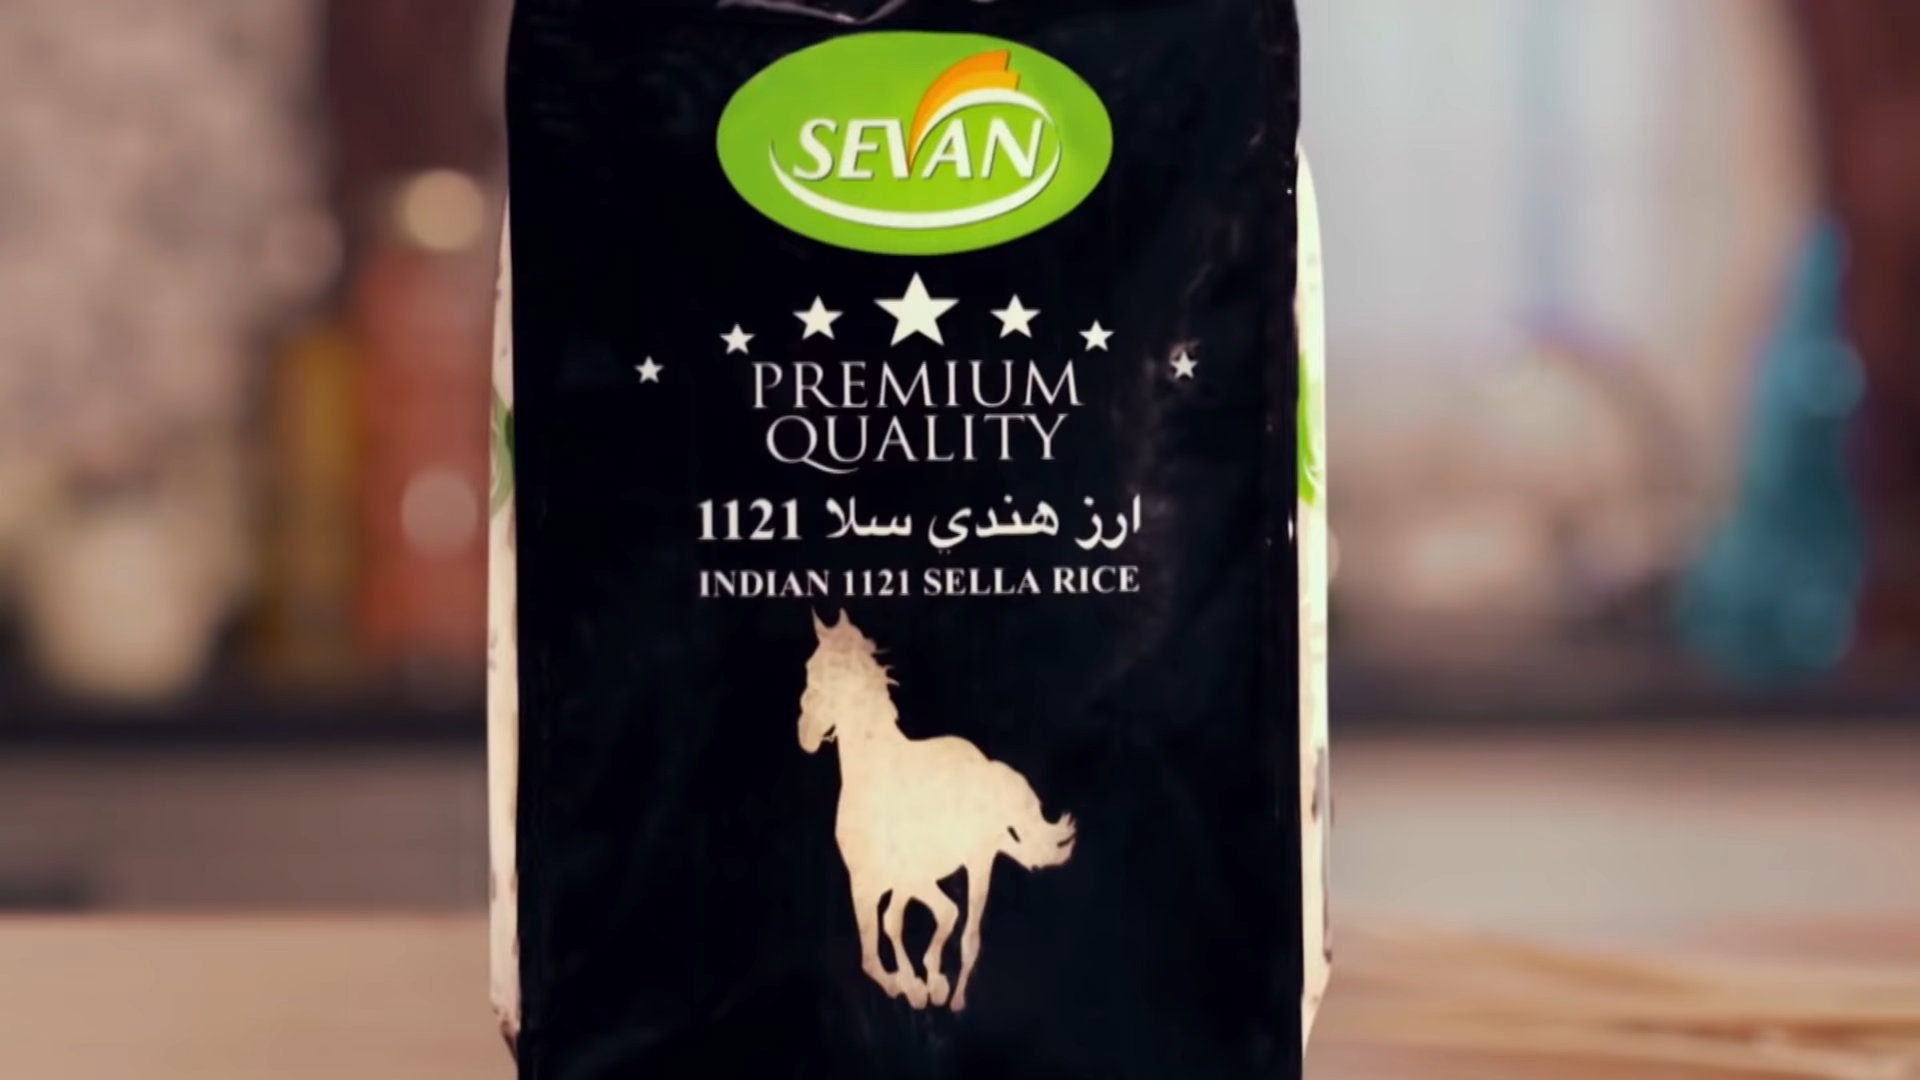 SEVAN
PREMIUM
QUALITY
ارز هندي سلا 1121
INDIAN 1121 SELLA RICE